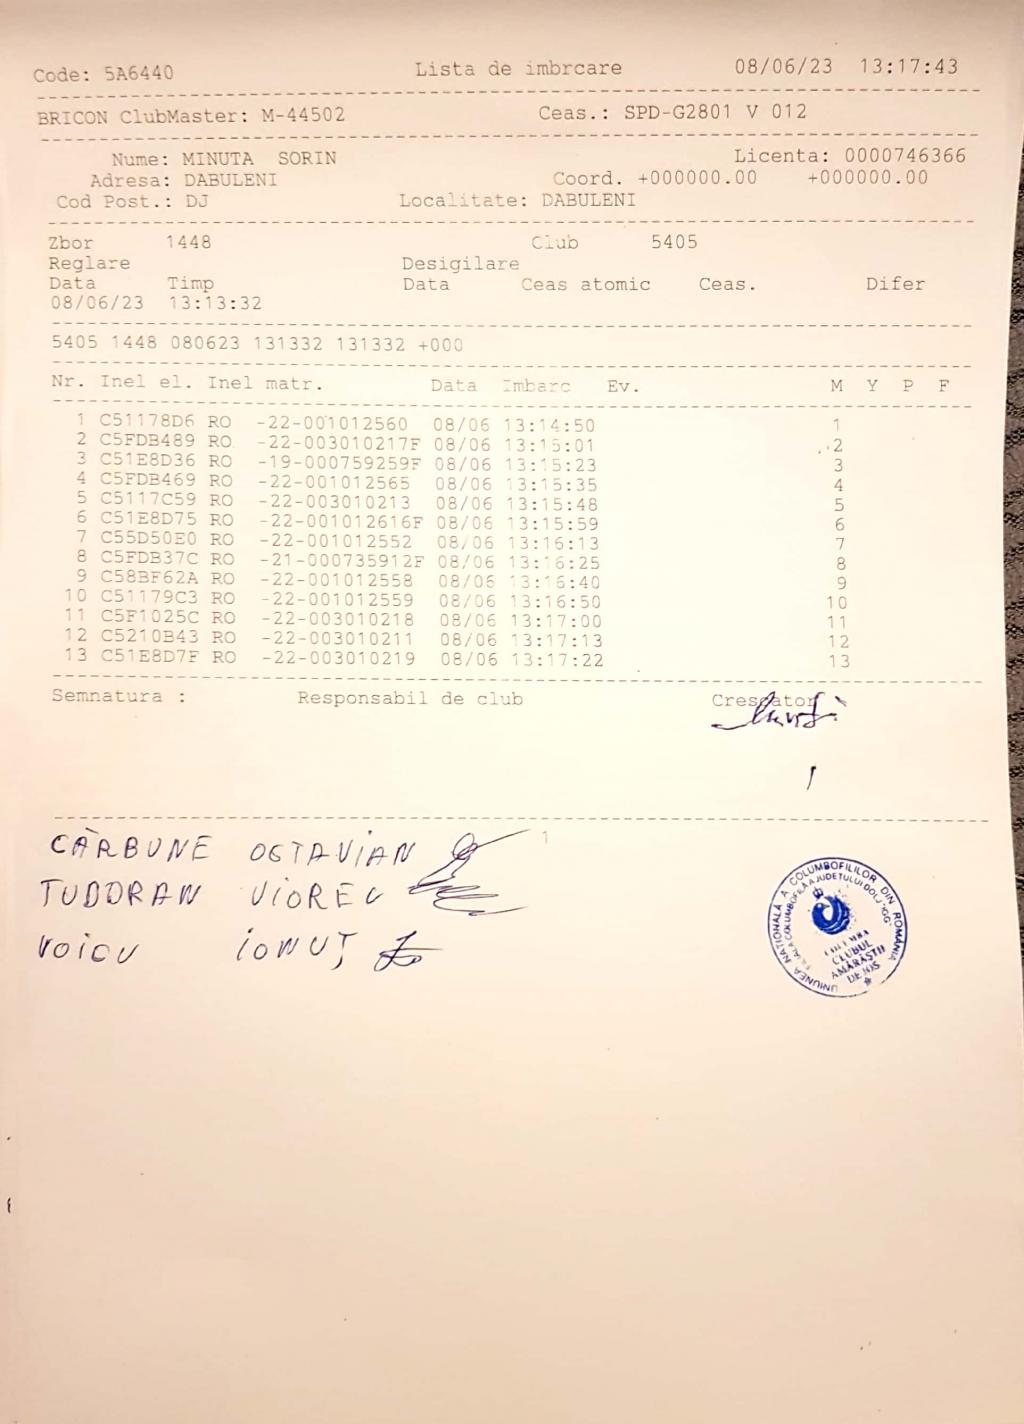 Code: 5A6440 Lista de imbrcare 08/06/23 13:17:43
BRICON ClubMaster: M-44502 Ceas.: SPD-G2801 V 012
Nume: MINUTA SORIN Licenta: 0000746366
Adresa: DABULENI Coord. +000000.00 +000000.00
Cod Post.: DJ Localitate: DABULENI
Zbor 1448 Club 5405
Reglare Desigilare
Data Timp Data Ceas atomic Ceas. Difer
08/06/23 13:13:32
5405 1448 080623 131332 131332 +000
Nr. Inel el. Inel matr. Data Imbarc Ev. M Y P F
1 C51178D6 RO -22-001012560 08/06 13:14:50 1
2 C5FDB489 RO -22-003010217F 08/06 13:15:01 2
3 C51E8D36 RO -19-000759259F 08/06 13:15:23 3
4 C5FDB469 RO -22-001012565 08/06 13:15:35 4
5 C5117C59 RO -22-003010213 08/06 13:15:48 5
6 C51E8D75 RO -22-001012616F 08/06 13:15:59 6
7 C55D50E0 RO -22-001012552 08/06 13:16:13 7
8 C5FDB37C RO -21-000735912F 08/06 13:16:25 8
9 C58BF62A RO -22-001012558 08/06 13:16:40 9
10 C51179C3 RO -22-001012559 08/06 13:16:50 10
11 C5F1025C RO -22-003010218 08/06 13:17:00 11
12 C5210B43 RO -22-003010211 08/06 13:17:13 12
13 C51E8D7F RO -22-003010219 08/06 13:17:22 13
Semnatura : Responsabil de club Crescator
1
CĂRBUNE OCTAVIAN
TUDORAN VIOREL
VOICU IONUȚ
UNIUNEA NAȚIONALĂ A COLUMBOFILILOR DIN ROMÂNIA
COLUMBA
CLUBUL
AMĂRĂȘTII
DE JOS